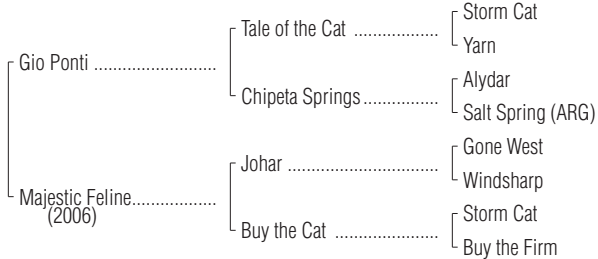 Storm Cat
Tale of the Cat ..................
Yarn
Gio Ponti ..........................
Alydar
Chipeta Springs................
Salt Spring (ARG)
Gone West
Johar ................................
Windsharp
Majestic Feline..................
(2006)
Storm Cat
Buy the Cat ......................
Buy the Firm